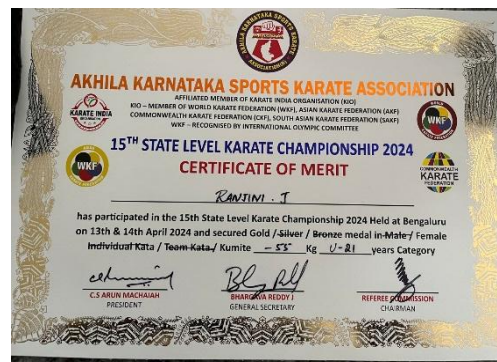 AKHILA KARNATAKA SPORTS KARATE ASSOCIATION
AFFILIATED MEMBER OF KARATE INDIA ORGANISATION (KIO)
KIO – MEMBER OF WORLD KARATE FEDERATION (WKF), ASIAN KARATE FEDERATION (AKF)
COMMONWEALTH KARATE FEDERATION (CKF), SOUTH ASIAN KARATE FEDERATION (SAKF)
WKF – RECOGNISED BY INTERNATIONAL OLYMPIC COMMITTEE
KARATE INDIA
WKF
WKF
COMMONWEALTH
KARATE
FEDERATION
15TH STATE LEVEL KARATE CHAMPIONSHIP 2024
CERTIFICATE OF MERIT
RANJINI . J
has participated in the 15th State Level Karate Championship 2024 Held at Bengaluru
on 13th & 14th April 2024 and secured Gold / Silver / Bronze medal in Male / Female
Individual Kata / Team Kata / Kumite -55 Kg U-21 years Category
C.S ARUN MACHAIAH
PRESIDENT
BHARGAVA REDDY J
GENERAL SECRETARY
REFEREE COMMISSION
CHAIRMAN